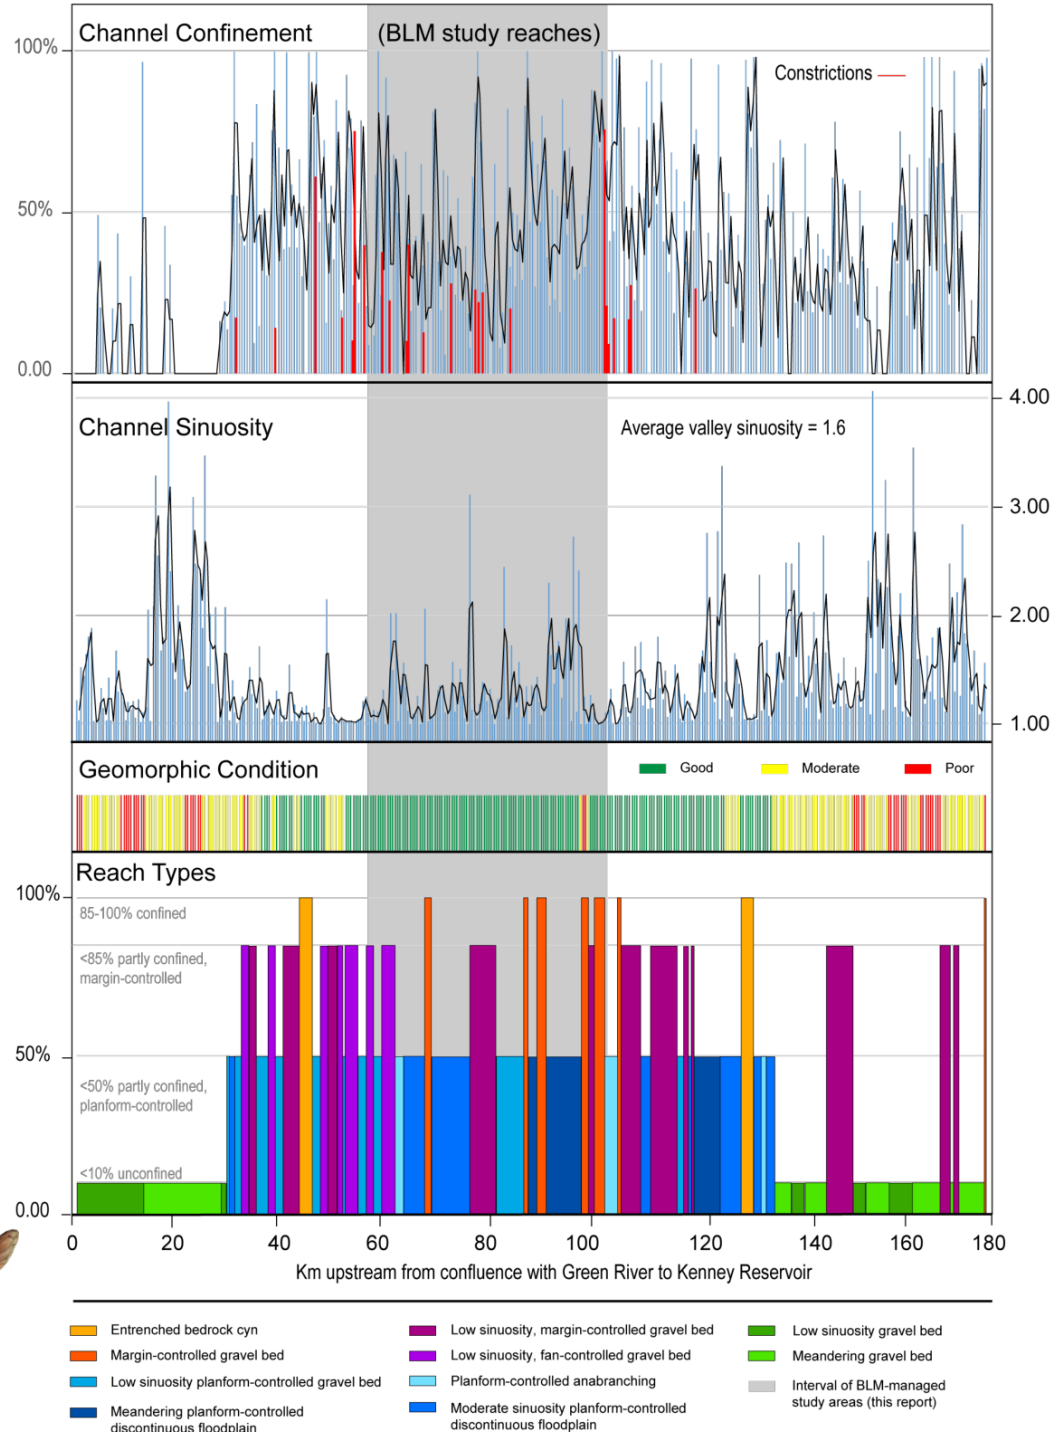 Channel Confinement
(BLM study reaches)
100%
Constrictions
50%
0.00
Channel Sinuosity
Average valley sinuosity = 1.6
4.00
3.00
2.00
1.00
Geomorphic Condition
Good
Moderate
Poor
Reach Types
100%
85-100% confined
<85% partly confined,
margin-controlled
50%
<50% partly confined,
planform-controlled
<10% unconfined
0.00
0 20 40 60 80 100 120 140 160 180
Km upstream from confluence with Green River to Kenney Reservoir
Entrenched bedrock cyn
Margin-controlled gravel bed
Low sinuosity planform-controlled gravel bed
Meandering planform-controlled
discontinuous floodplain
Low sinuosity, margin-controlled gravel bed
Low sinuosity, fan-controlled gravel bed
Planform-controlled anabranching
Moderate sinuosity planform-controlled
discontinuous floodplain
Low sinuosity gravel bed
Meandering gravel bed
Interval of BLM-managed
study areas (this report)